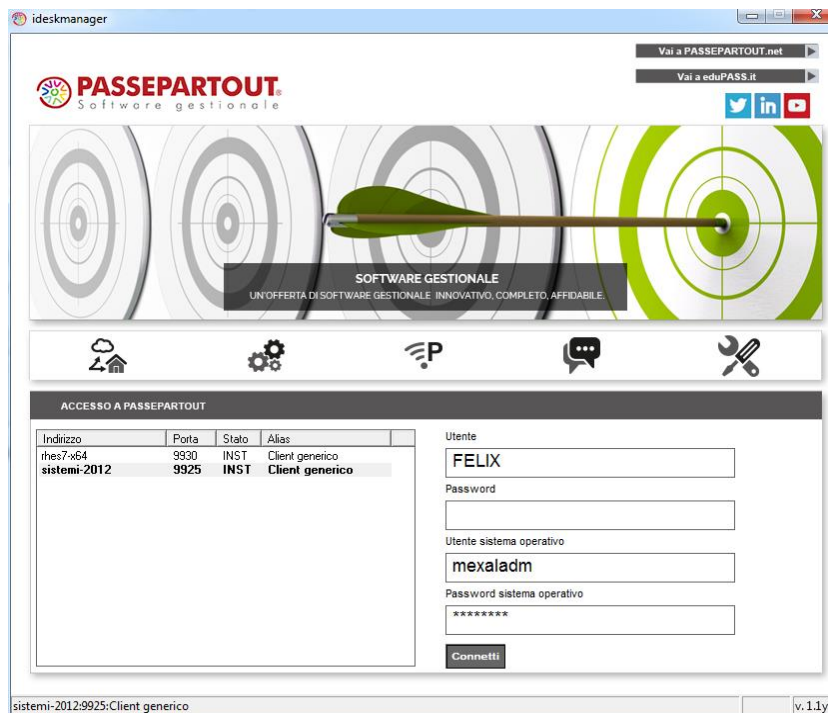 ideskmanager
Vai a PASSEPARTOUT.net
Vai a eduPASS.it
PASSEPARTOUT®
Software gestionale
in
SOFTWARE GESTIONALE
UN'OFFERTA DI SOFTWARE GESTIONALE INNOVATIVO, COMPLETO, AFFIDABILE.
P
ACCESSO A PASSEPARTOUT
Indirizzo Porta Stato Alias
rhes7-x64 9930 INST Client generico
sistemi-2012 9925 INST Client generico
Utente
FELIX
Password
Utente sistema operativo
mexaladm
Password sistema operativo
********
Connetti
sistemi-2012:9925:Client generico
v. 1.1y